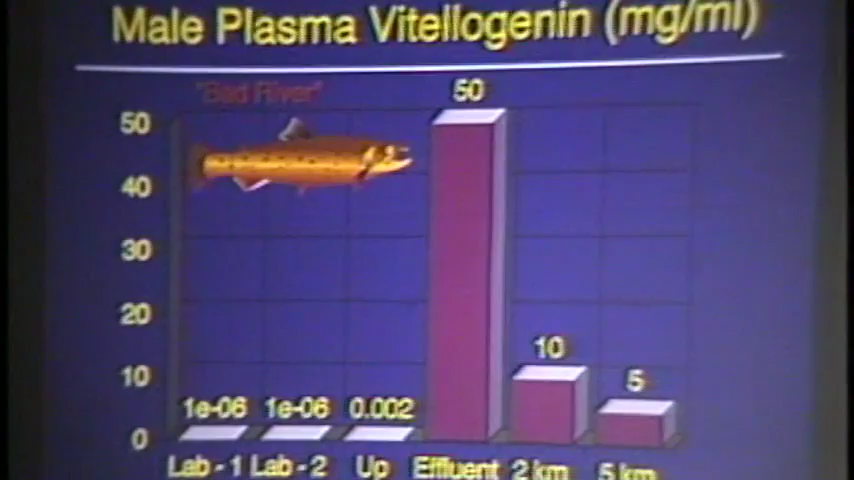 Male Plasma Vitellogenin (mg/ml)
"Bad River"
50
50
40
30
20
10
0
1e-06 1e-06 0.002
10
5
Lab - 1 Lab - 2 Up Effluent 2 km 5 km